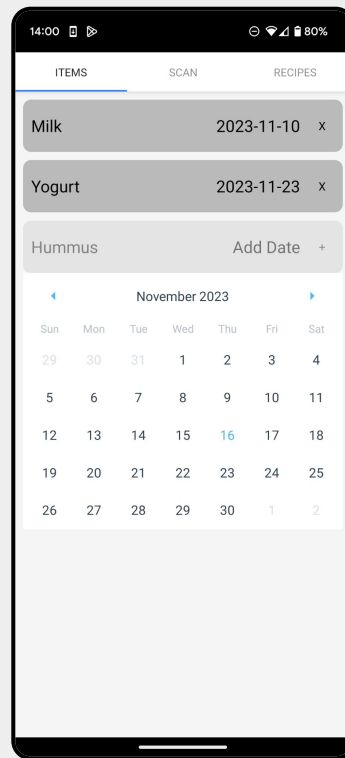 14:00 80%
ITEMS SCAN RECIPES
Milk 2023-11-10 x
Yogurt 2023-11-23 x
Hummus Add Date +
November 2023
Sun Mon Tue Wed Thu Fri Sat
29 30 31 1 2 3 4
5 6 7 8 9 10 11
12 13 14 15 16 17 18
19 20 21 22 23 24 25
26 27 28 29 30 1 2